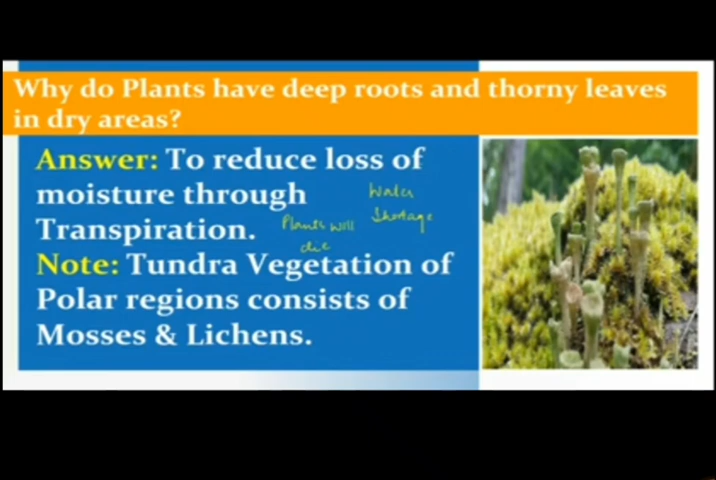 Why do Plants have deep roots and thorny leaves
in dry areas?
Answer: To reduce loss of
moisture through
Transpiration.
Water
Shortage
Plants will
die
Note: Tundra Vegetation of
Polar regions consists of
Mosses & Lichens.